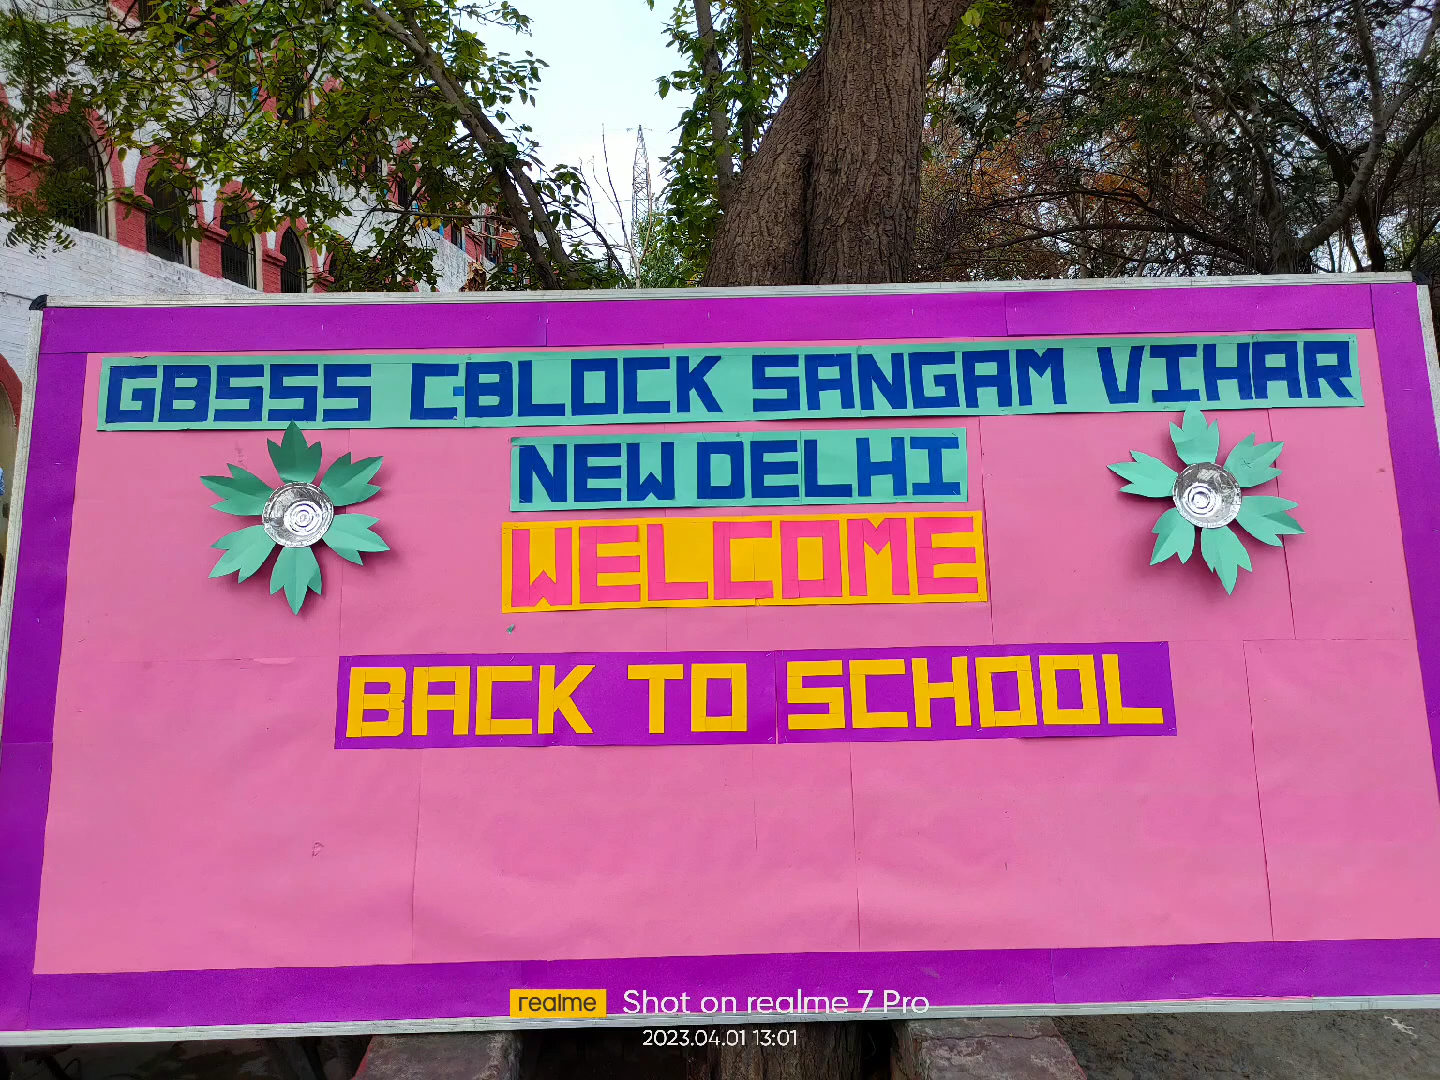 GBSSS C-BLOCK SANGAM VIHAR
NEW DELHI
WELCOME
BACK TO SCHOOL
realme Shot on realme 7 Pro
2023.04.01 13:01